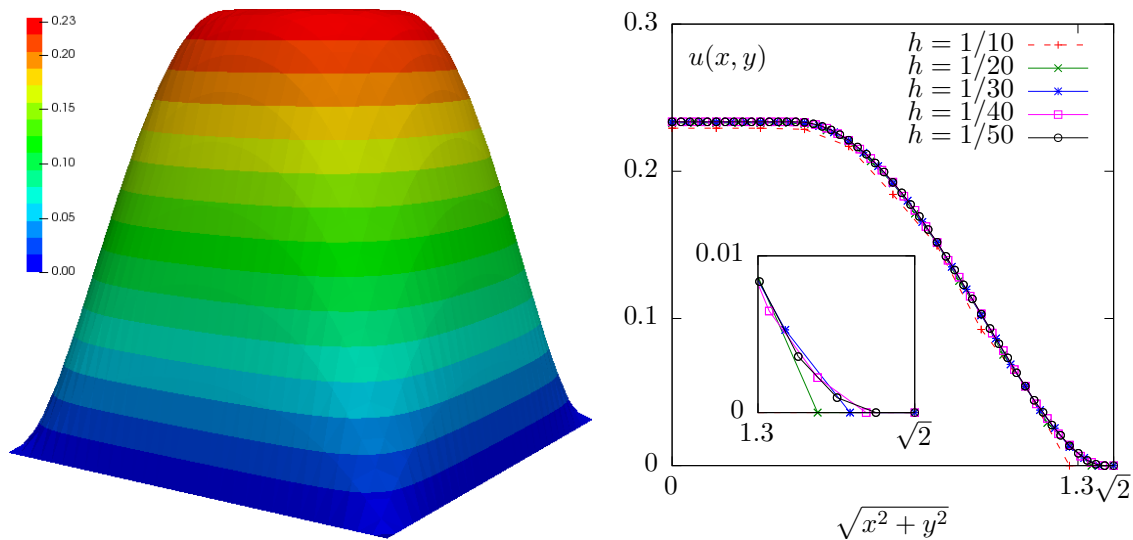 0.23
0.20
0.15
0.10
0.05
0.00
0.3
0.2
0.1
0
u(x, y)
h = 1/10
h = 1/20
h = 1/30
h = 1/40
h = 1/50
0.01
0
1.3 √2
0 1.3 √2
√x² + y²